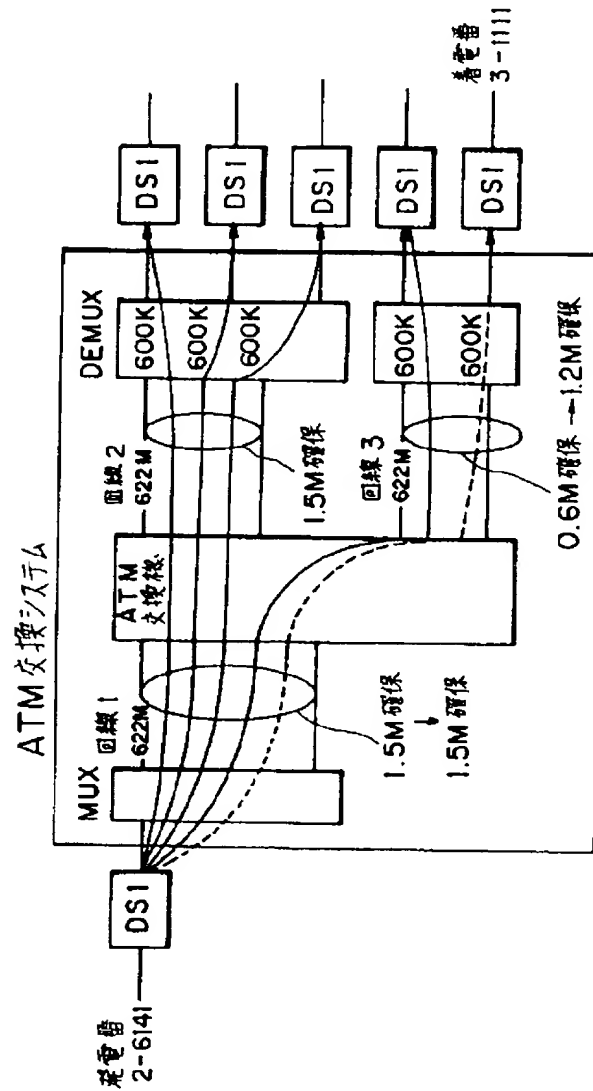 ATM交換システム
発電番
2-6141
DS1
MUX
回線1
622M
1.5M確保
↓
1.5M確保
ATM
交換機
回線2
622M
1.5M確保
回線3
622M
0.6M確保→1.2M確保
DEMUX
600K
600K
600K
600K
600K
DS1
DS1
DS1
DS1
DS1
着電番
3-1111